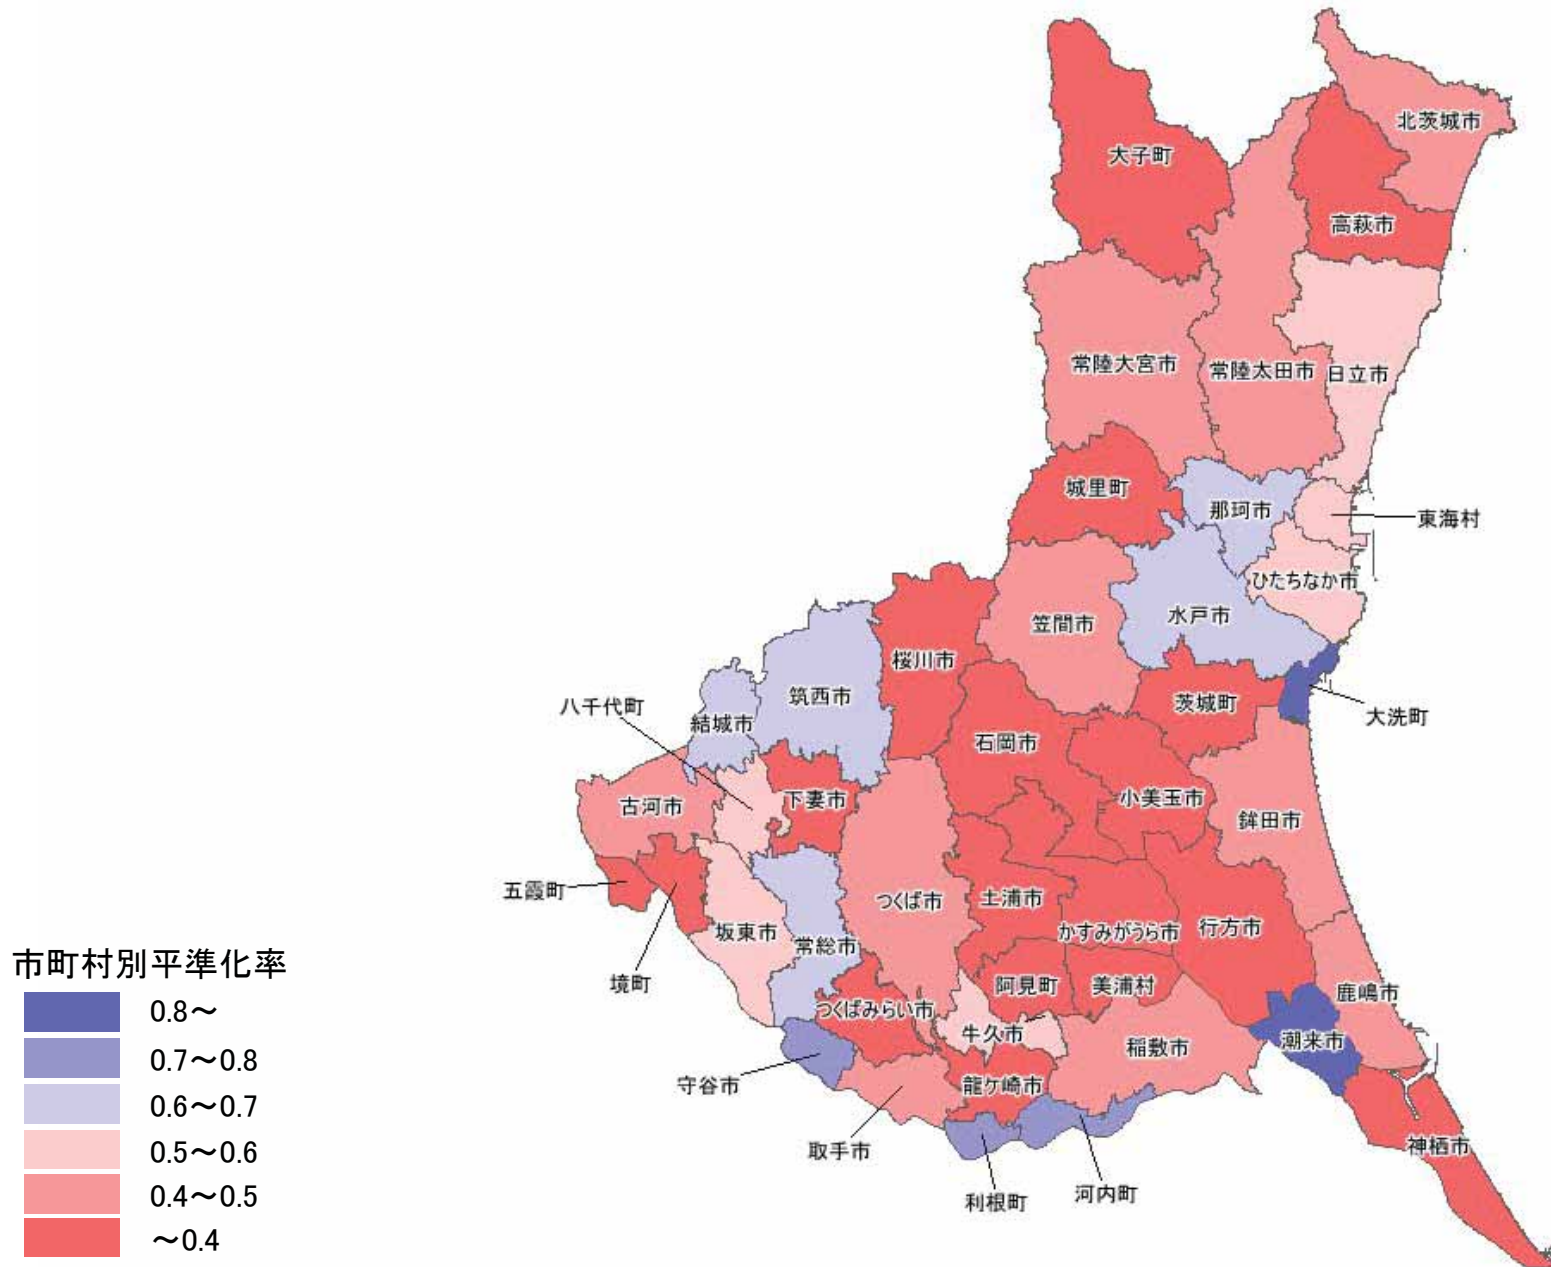 北茨城市
大子町
高萩市
常陸大宮市
常陸太田市
日立市
城里町
那珂市
東海村
ひたちなか市
水戸市
笠間市
桜川市
筑西市
茨城町
八千代町
結城市
大洗町
石岡市
小美玉市
下妻市
古河市
鉾田市
五霞町
つくば市
土浦市
かすみがうら市
行方市
坂東市
常総市
境町
阿見町
美浦村
鹿嶋市
つくばみらい市
牛久市
稲敷市
潮来市
守谷市
龍ケ崎市
取手市
神栖市
利根町
河内町
市町村別平準化率
0.8～
0.7～0.8
0.6～0.7
0.5～0.6
0.4～0.5
～0.4